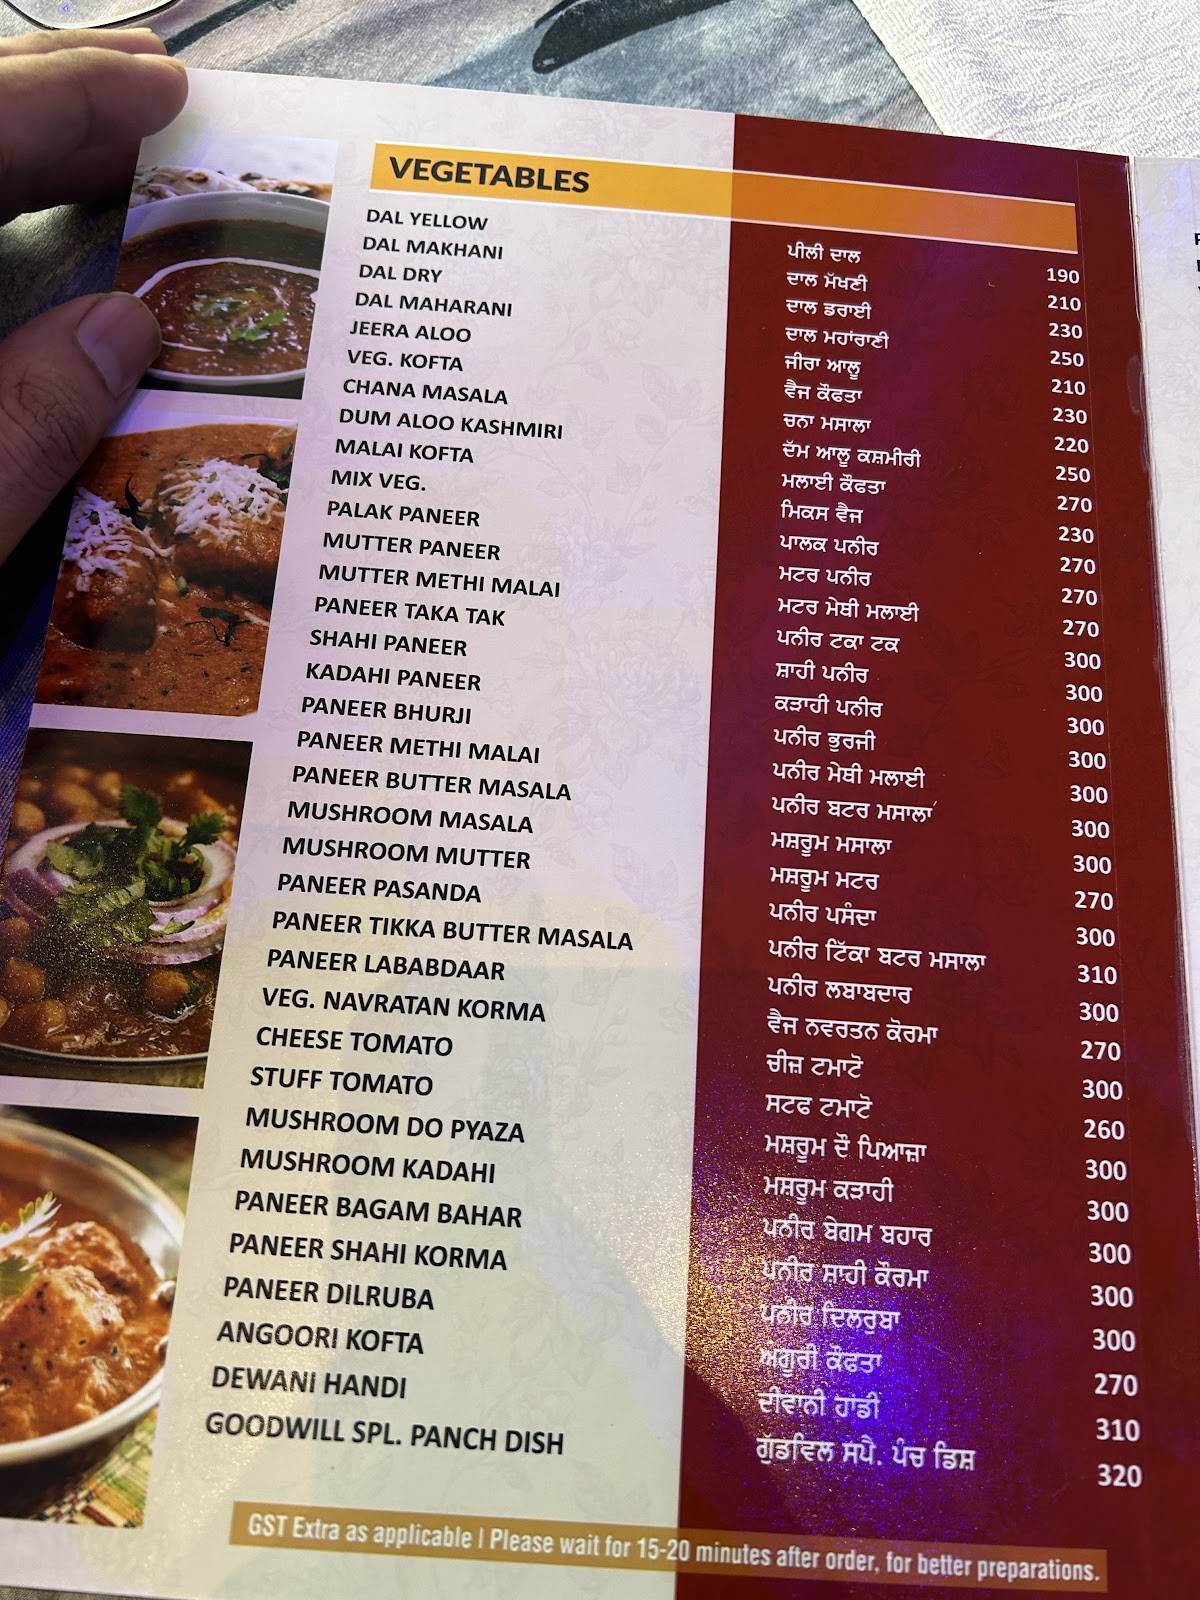 VEGETABLES
DAL YELLOW ਪੀਲੀ ਦਾਲ 190
DAL MAKHANI ਦਾਲ ਮੱਖਣੀ 210
DAL DRY ਦਾਲ ਡਰਾਈ 230
DAL MAHARANI ਦਾਲ ਮਹਾਂਰਾਣੀ 250
JEERA ALOO ਜੀਰਾ ਆਲੂ 210
VEG. KOFTA ਵੈਜ ਕੌਫਤਾ 230
CHANA MASALA ਚਨਾ ਮਸਾਲਾ 220
DUM ALOO KASHMIRI ਦੱਮ ਆਲੂ ਕਸ਼ਮੀਰੀ 250
MALAI KOFTA ਮਲਾਈ ਕੌਫਤਾ 270
MIX VEG. ਮਿਕਸ ਵੈਜ 230
PALAK PANEER ਪਾਲਕ ਪਨੀਰ 270
MUTTER PANEER ਮਟਰ ਪਨੀਰ 270
MUTTER METHI MALAI ਮਟਰ ਮੇਥੀ ਮਲਾਈ 270
PANEER TAKA TAK ਪਨੀਰ ਟਕਾ ਟਕ 300
SHAHI PANEER ਸ਼ਾਹੀ ਪਨੀਰ 300
KADAHI PANEER ਕੜਾਹੀ ਪਨੀਰ 300
PANEER BHURJI ਪਨੀਰ ਭੁਰਜੀ 300
PANEER METHI MALAI ਪਨੀਰ ਮੇਥੀ ਮਲਾਈ 300
PANEER BUTTER MASALA ਪਨੀਰ ਬਟਰ ਮਸਾਲਾ 300
MUSHROOM MASALA ਮਸ਼ਰੂਮ ਮਸਾਲਾ 300
MUSHROOM MUTTER ਮਸ਼ਰੂਮ ਮਟਰ 270
PANEER PASANDA ਪਨੀਰ ਪਸੰਦਾ 300
PANEER TIKKA BUTTER MASALA ਪਨੀਰ ਟਿੱਕਾ ਬਟਰ ਮਸਾਲਾ 310
PANEER LABABDAAR ਪਨੀਰ ਲਬਾਬਦਾਰ 300
VEG. NAVRATAN KORMA ਵੈਜ ਨਵਰਤਨ ਕੋਰਮਾ 270
CHEESE TOMATO ਚੀਜ਼ ਟਮਾਟੋ 300
STUFF TOMATO ਸਟਫ ਟਮਾਟੋ 260
MUSHROOM DO PYAZA ਮਸ਼ਰੂਮ ਦੋ ਪਿਆਜ਼ਾ 300
MUSHROOM KADAHI ਮਸ਼ਰੂਮ ਕੜਾਹੀ 300
PANEER BAGAM BAHAR ਪਨੀਰ ਬੇਗਮ ਬਹਾਰ 300
PANEER SHAHI KORMA ਪਨੀਰ ਸ਼ਾਹੀ ਕੌਰਮਾ 300
PANEER DILRUBA ਪਨੀਰ ਦਿਲਰੁਬਾ 300
ANGOORI KOFTA ਅਗੂਰੀ ਕੌਫਤਾ 270
DEWANI HANDI ਦੀਵਾਨੀ ਹਾਡੀ 310
GOODWILL SPL. PANCH DISH ਗੁੱਡਵਿਲ ਸਪੈ. ਪੰਚ ਡਿਸ਼ 320
GST Extra as applicable | Please wait for 15-20 minutes after order, for better preparations.